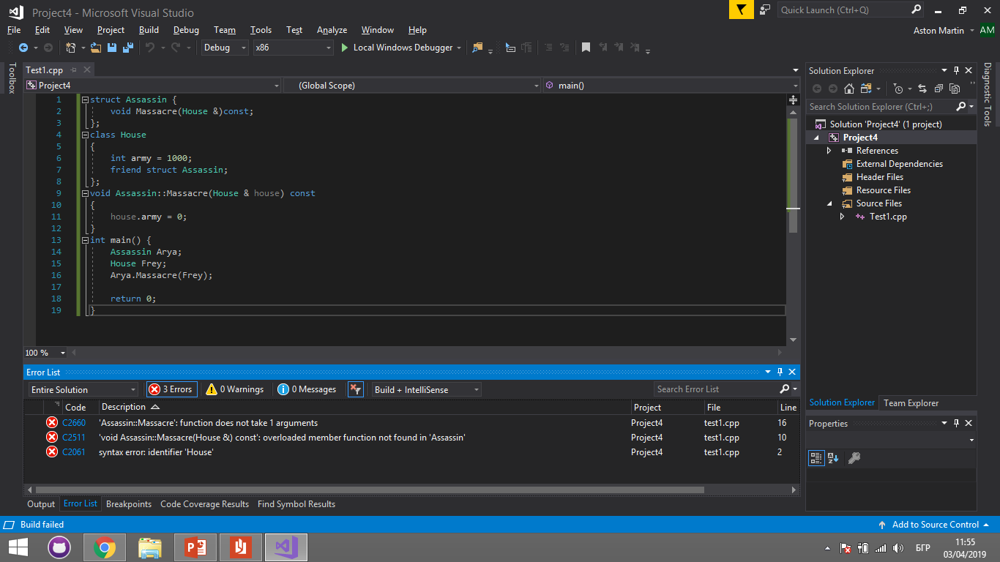 Project4 - Microsoft Visual Studio
Quick Launch (Ctrl+Q)
File Edit View Project Build Debug Team Tools Test Analyze Window Help
Aston Martin AM
Debug x86 Local Windows Debugger
Toolbox
Test1.cpp
Project4 (Global Scope) main()
1 struct Assassin {
2 void Massacre(House &)const;
3 };
4 class House
5 {
6 int army = 1000;
7 friend struct Assassin;
8 };
9 void Assassin::Massacre(House & house) const
10 {
11 house.army = 0;
12 }
13 int main() {
14 Assassin Arya;
15 House Frey;
16 Arya.Massacre(Frey);
17
18 return 0;
19 }
100 %
Solution Explorer
Search Solution Explorer (Ctrl+;)
Solution 'Project4' (1 project)
Project4
References
External Dependencies
Header Files
Resource Files
Source Files
Test1.cpp
Solution Explorer Team Explorer
Properties
Diagnostic Tools
Error List
Entire Solution 3 Errors 0 Warnings 0 Messages Build + IntelliSense Search Error List
Code Description Project File Line
C2660 'Assassin::Massacre': function does not take 1 arguments Project4 test1.cpp 16
C2511 'void Assassin::Massacre(House &) const': overloaded member function not found in 'Assassin' Project4 test1.cpp 10
C2061 syntax error: identifier 'House' Project4 test1.cpp 2
Output Error List Breakpoints Code Coverage Results Find Symbol Results
Build failed
Add to Source Control
БГР
11:55
03/04/2019